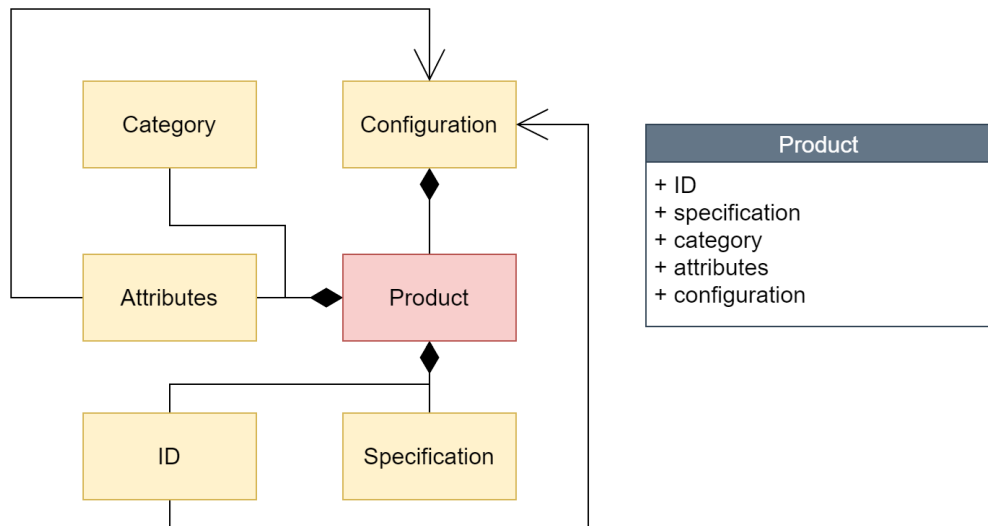 Category
Configuration
Attributes
Product
ID
Specification
Product
+ ID
+ specification
+ category
+ attributes
+ configuration